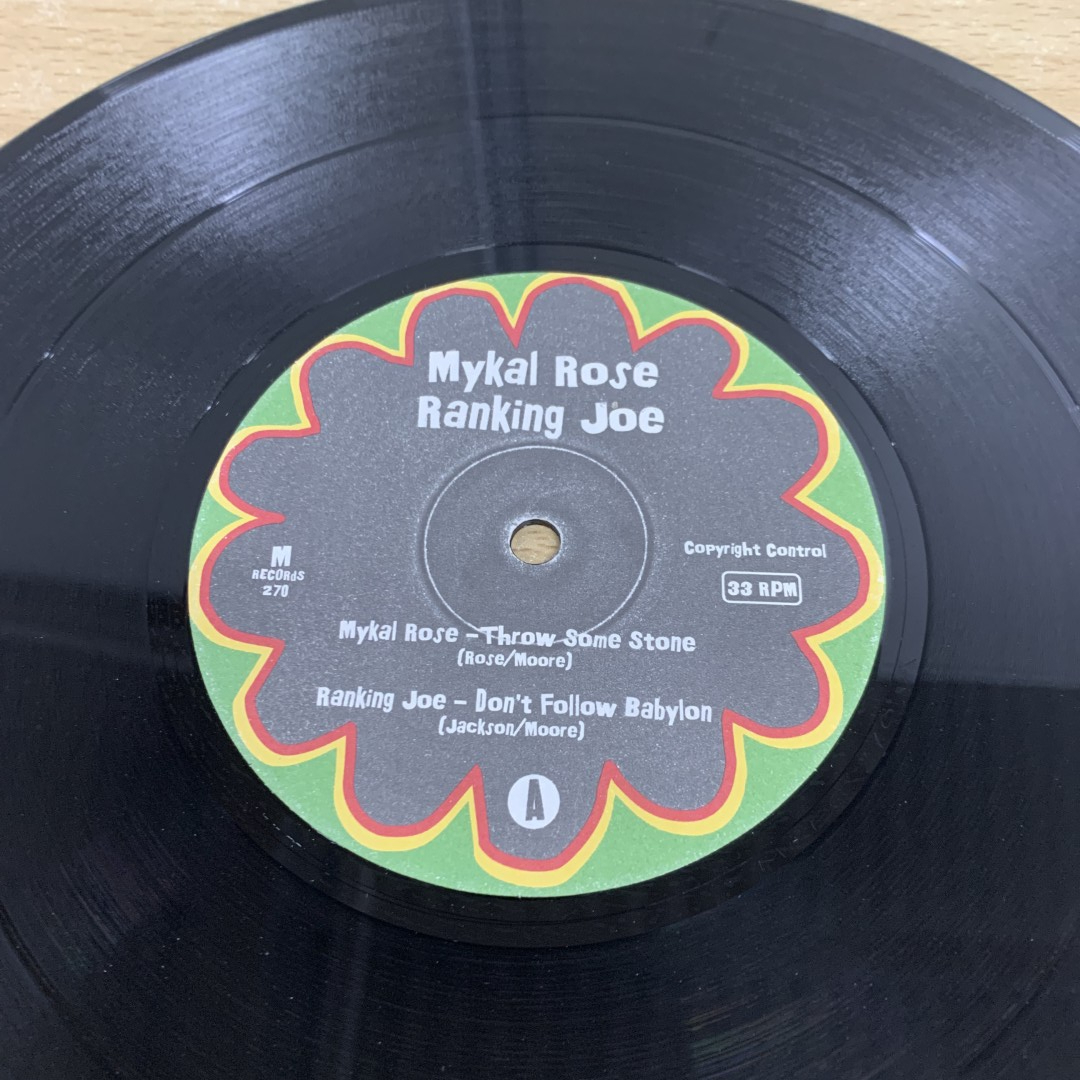 Mykal Rose
Ranking Joe
M
RECORdS
270
Copyright Control
33 RPM
Mykal Rose – Throw Some Stone
(Rose/Moore)
Ranking Joe – Don't Follow Babylon
(Jackson/Moore)
A